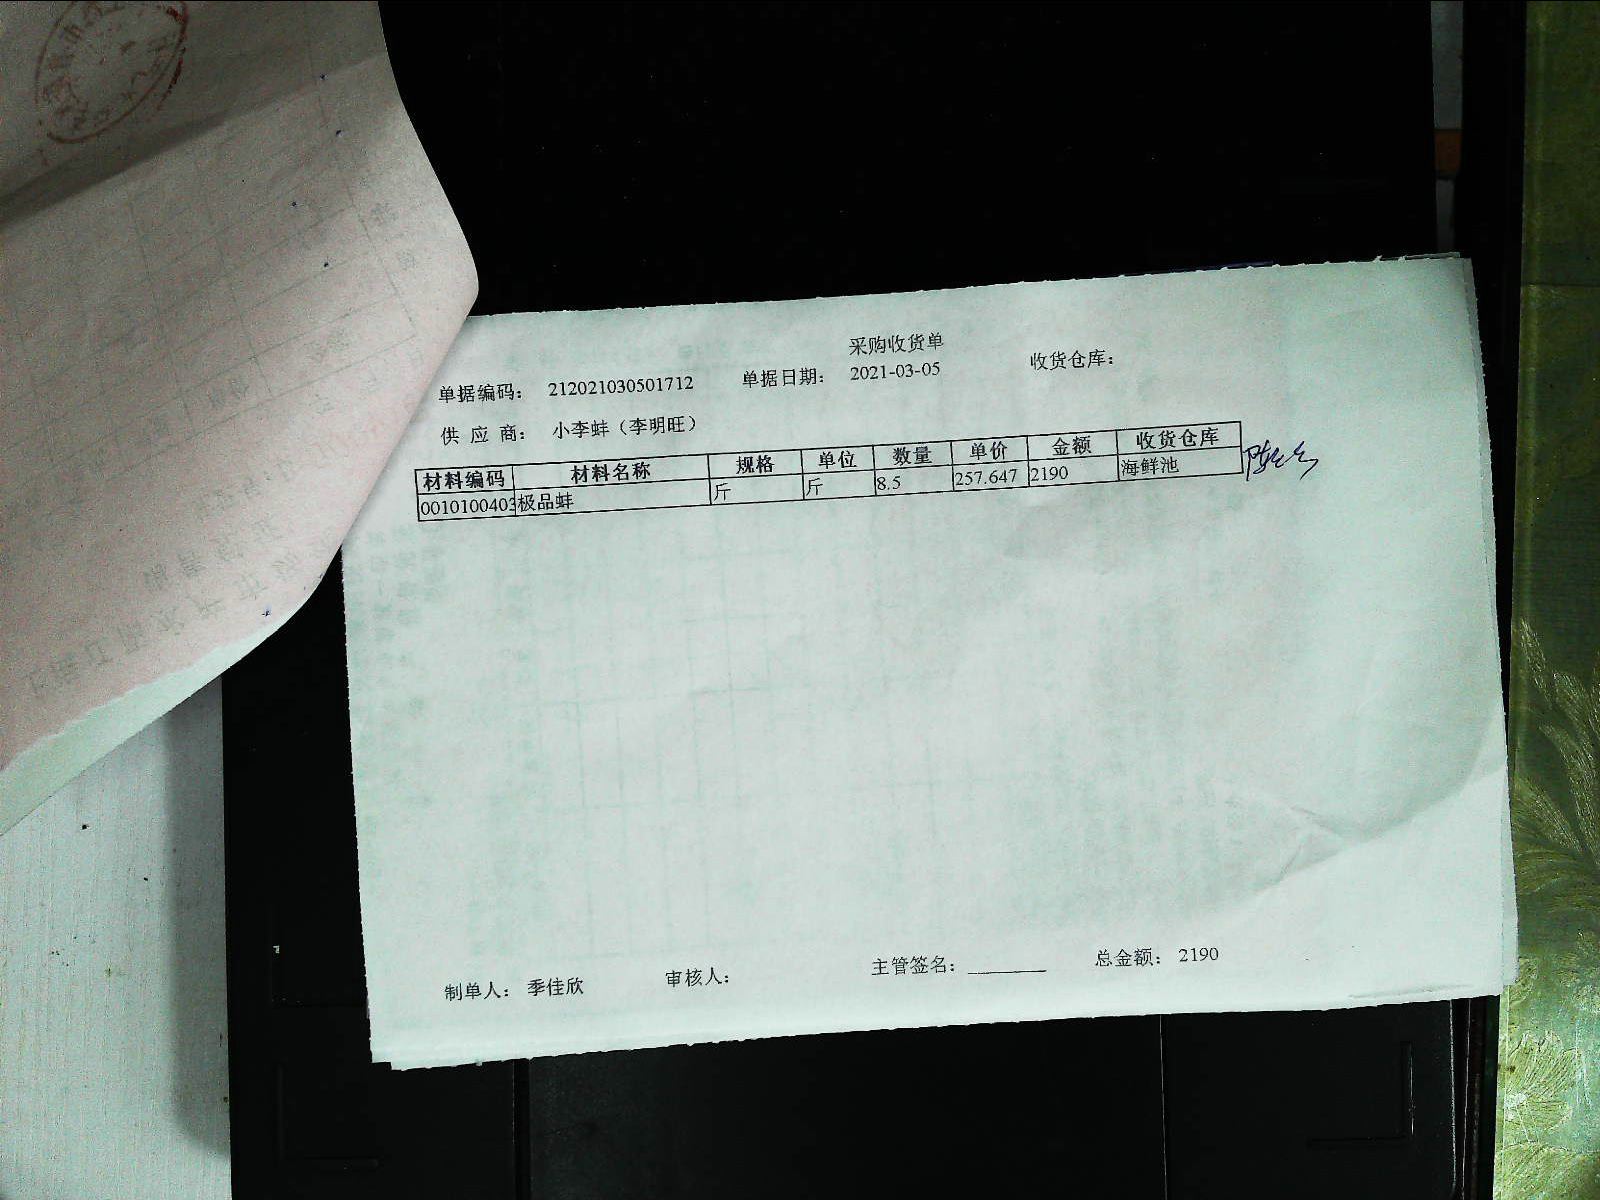 采购收货单
单据编码： 212021030501712 单据日期： 2021-03-05 收货仓库：
供 应 商： 小李蚌（李明旺）
材料编码 材料名称 规格 单位 数量 单价 金额 收货仓库
0010100403 极品蚌 斤 斤 8.5 257.647 2190 海鲜池
制单人： 季佳欣 审核人： 主管签名： 总金额： 2190